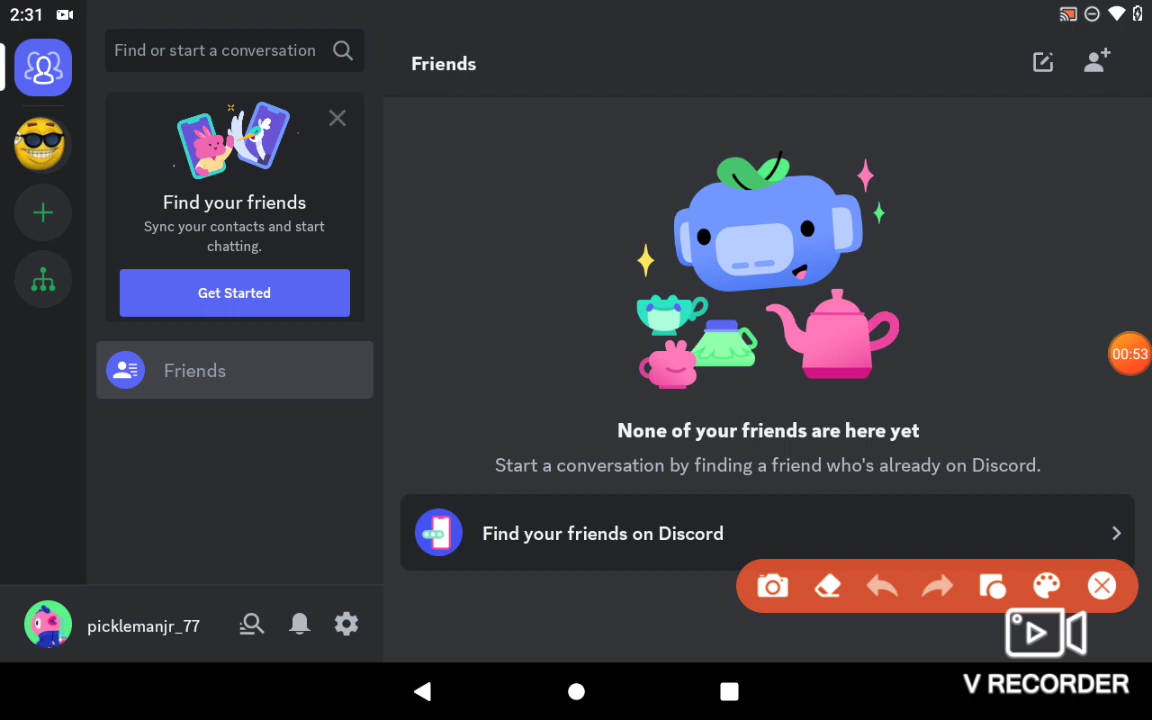 2:31
Find or start a conversation
Friends
Find your friends
Sync your contacts and start
chatting.
Get Started
Friends
None of your friends are here yet
Start a conversation by finding a friend who's already on Discord.
Find your friends on Discord
00:53
picklemanjr_77
V RECORDER